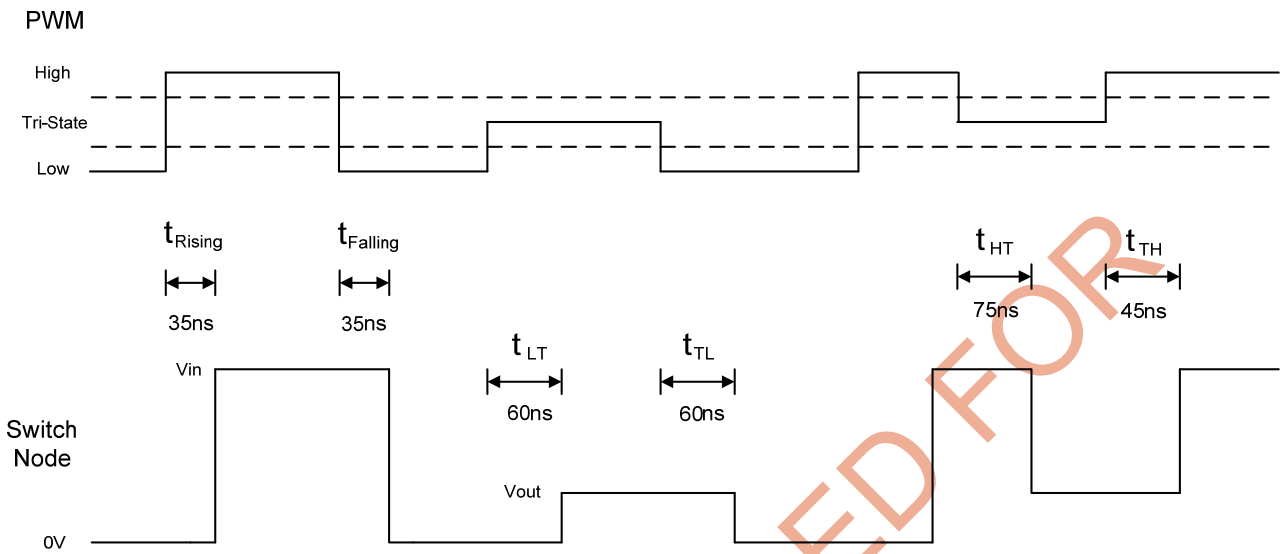 PWM
High
Tri-State
Low
tRising
tFalling
tHT
tTH
35ns
35ns
75ns
45ns
tLT
tTL
Vin
60ns
60ns
Switch
Node
Vout
0V
ED FOR